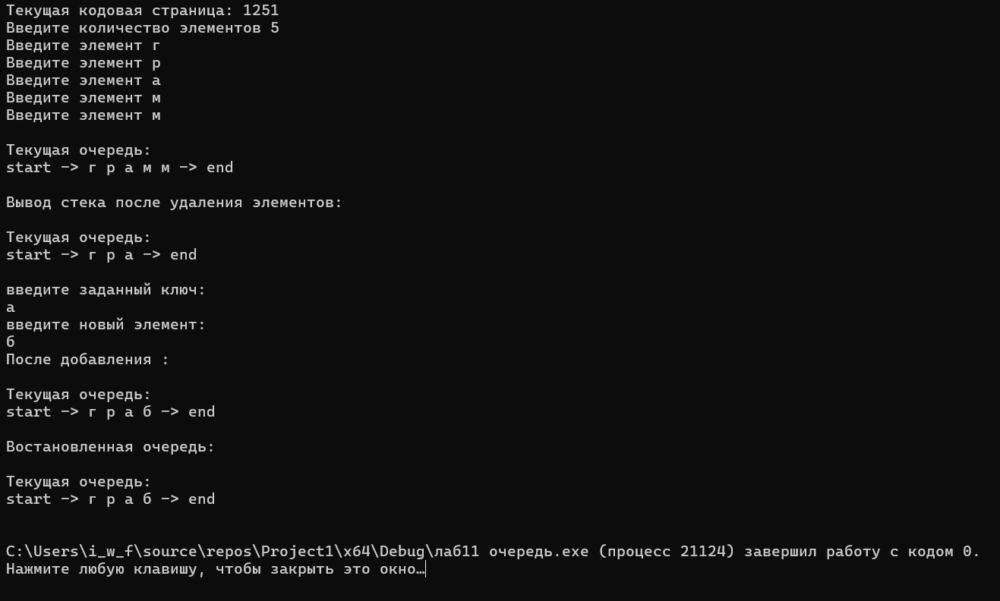 Текущая кодовая страница: 1251
Введите количество элементов 5
Введите элемент г
Введите элемент р
Введите элемент а
Введите элемент м
Введите элемент м
Текущая очередь:
start -> г р а м м -> end
Вывод стека после удаления элементов:
Текущая очередь:
start -> г р а -> end
введите заданный ключ:
а
введите новый элемент:
б
После добавления :
Текущая очередь:
start -> г р а б -> end
Востановленная очередь:
Текущая очередь:
start -> г р а б -> end
C:\Users\i_w_f\source\repos\Project1\x64\Debug\лаб11 очередь.exe (процесс 21124) завершил работу с кодом 0.
Нажмите любую клавишу, чтобы закрыть это окно…